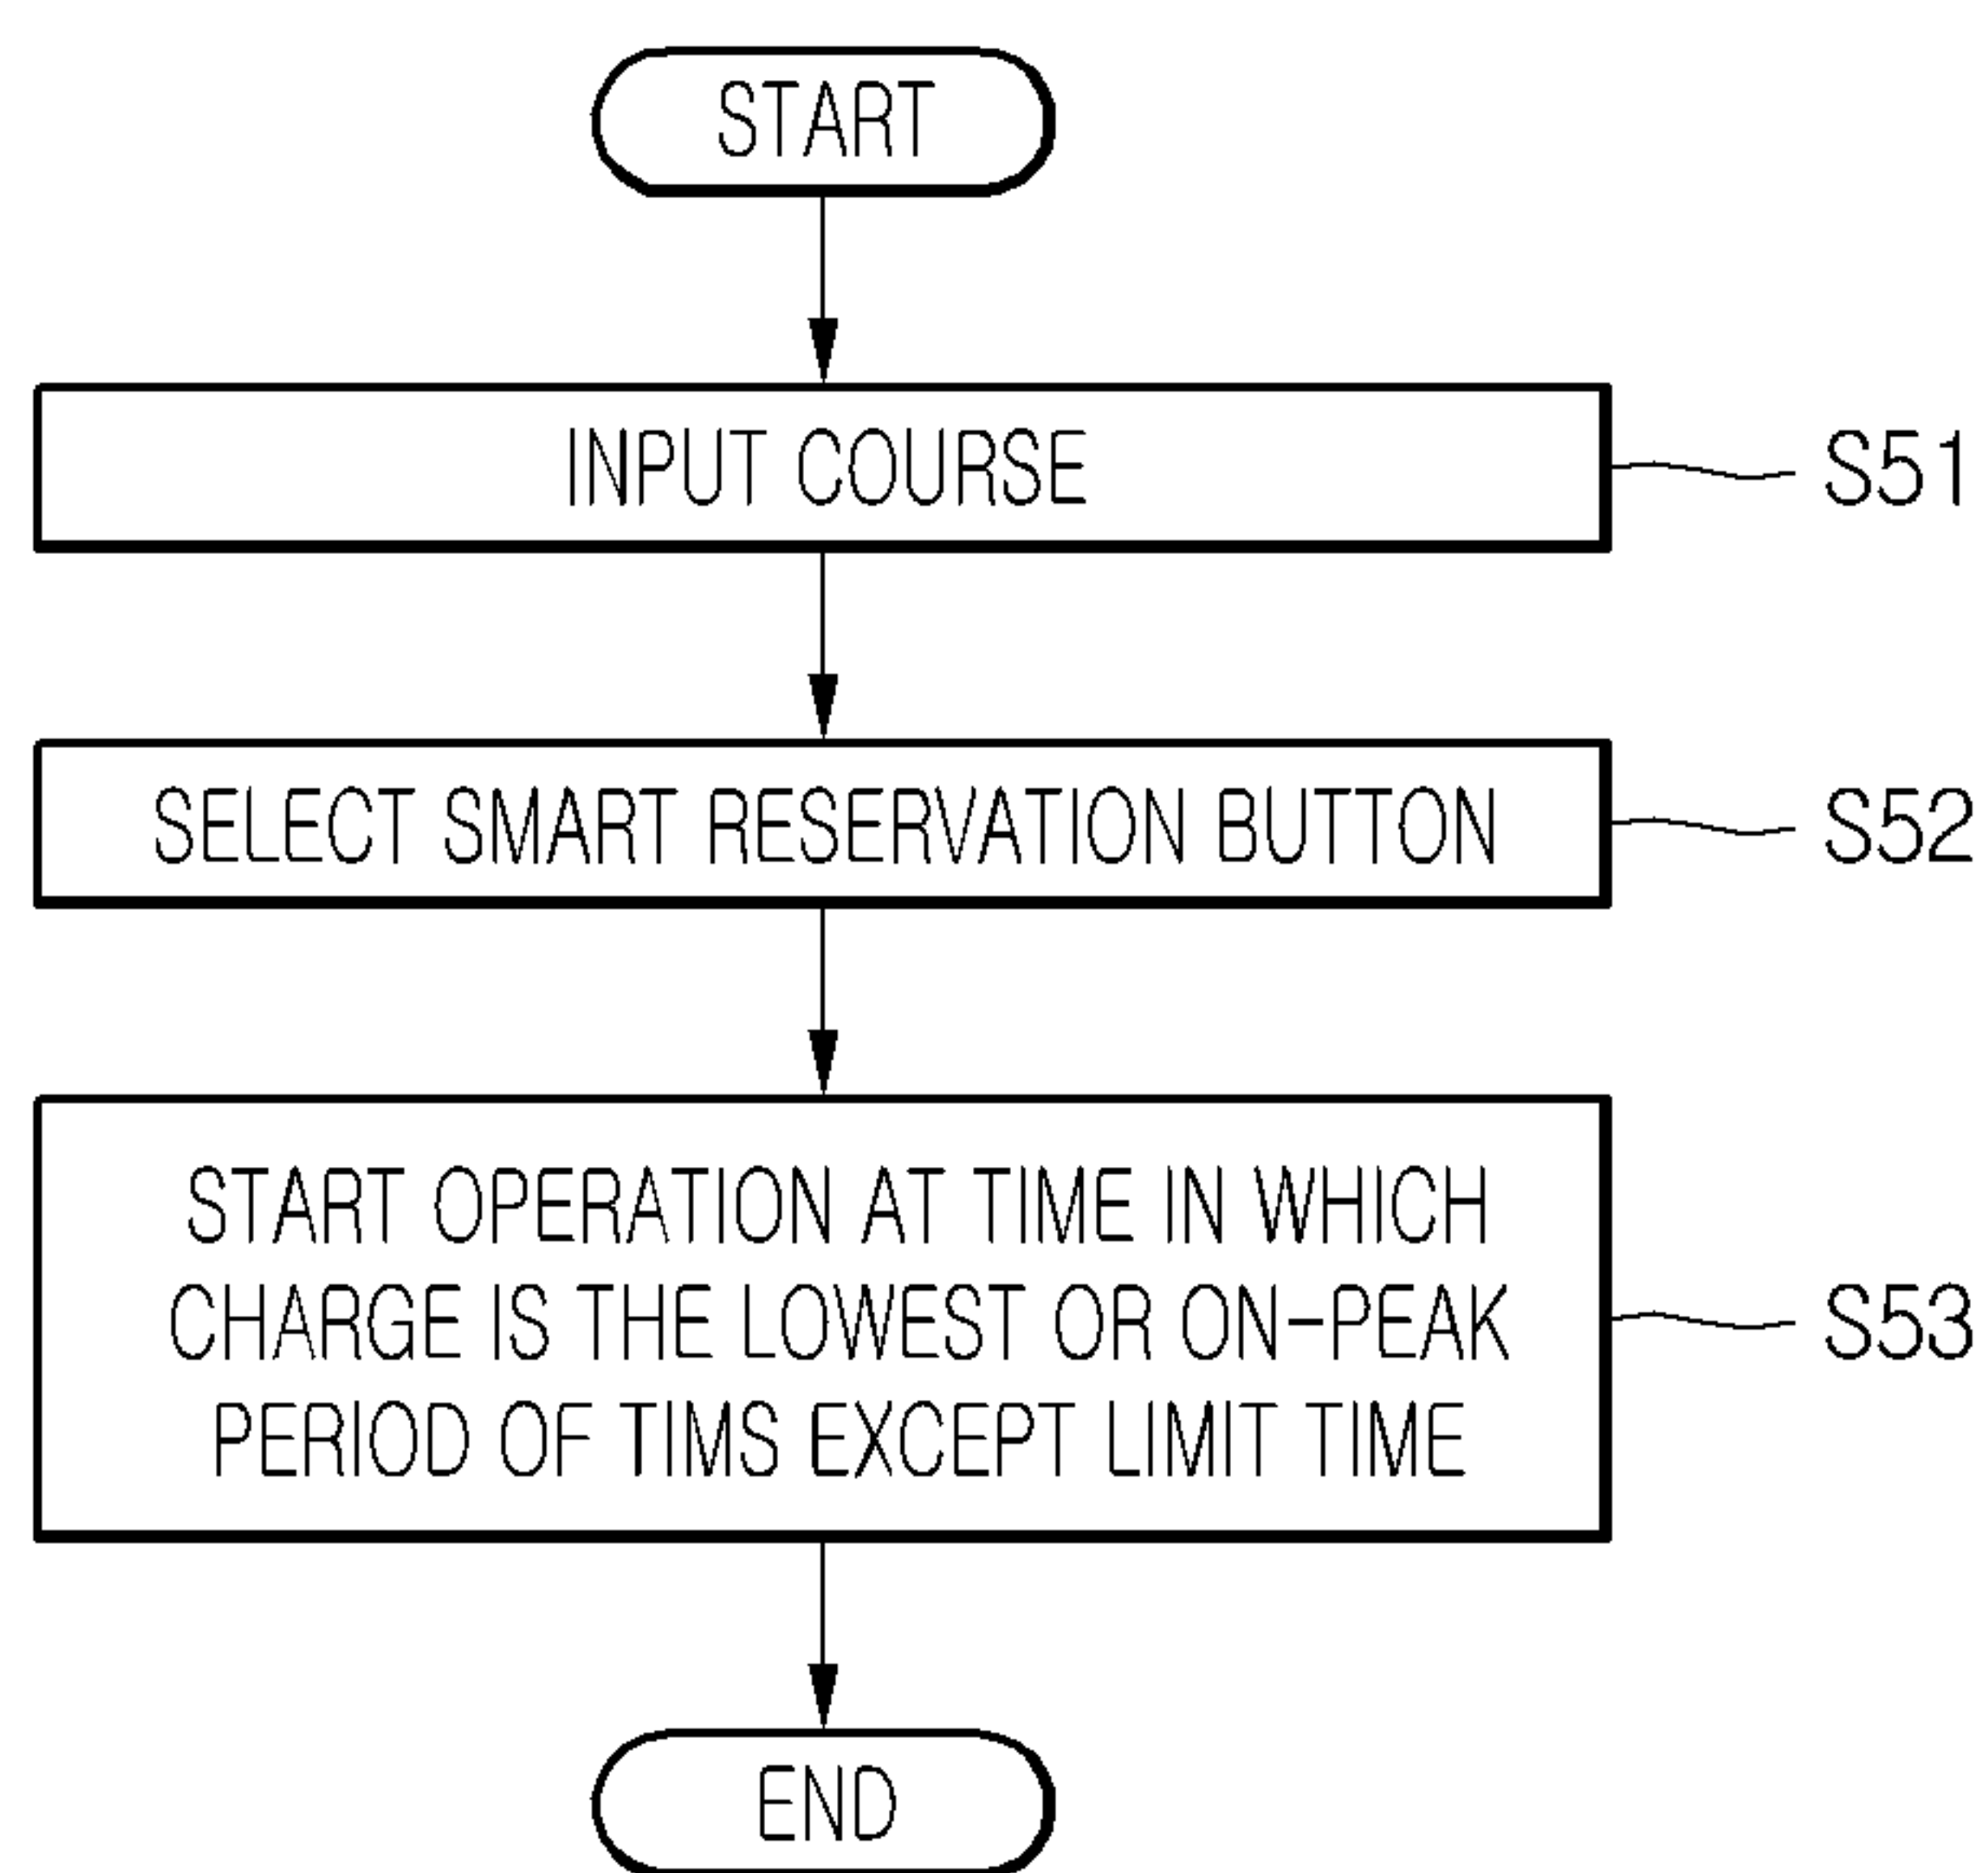 START
INPUT COURSE
S51
SELECT SMART RESERVATION BUTTON
S52
START OPERATION AT TIME IN WHICH
CHARGE IS THE LOWEST OR ON-PEAK
PERIOD OF TIMS EXCEPT LIMIT TIME
S53
END